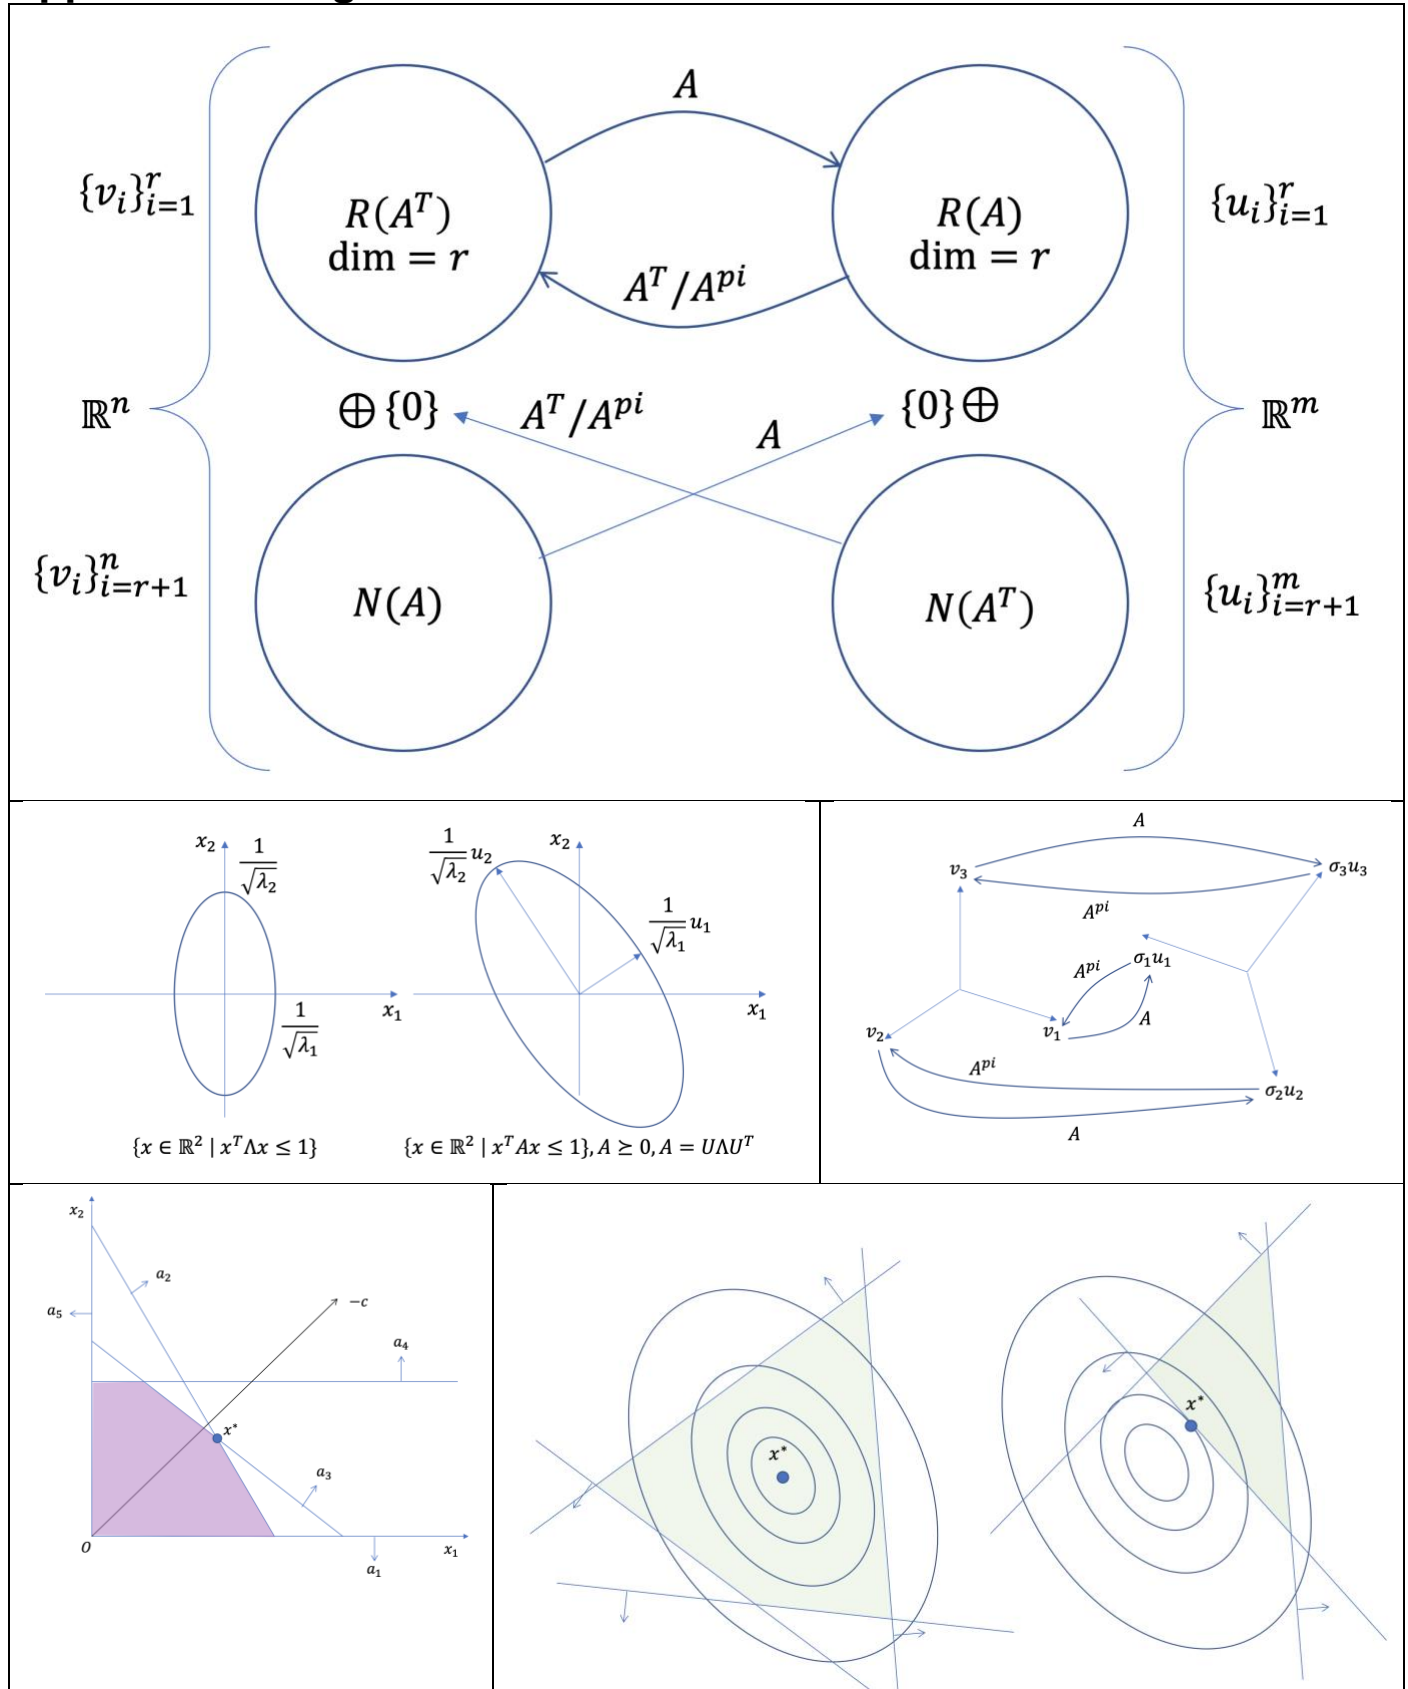 A
{v_i}_{i=1}^r
R(A^T)
dim = r
R(A)
dim = r
{u_i}_{i=1}^r
A^T/A^{pi}
ℝ^n
⊕ {0}
A^T/A^{pi}
A
{0} ⊕
ℝ^m
{v_i}_{i=r+1}^n
N(A)
N(A^T)
{u_i}_{i=r+1}^m
x_2
1/√λ_2
x_1
1/√λ_1
{x ∈ ℝ^2 | x^T Λx ≤ 1}
1/√λ_2 u_2
x_2
1/√λ_1 u_1
x_1
{x ∈ ℝ^2 | x^T Ax ≤ 1}, A ⪰ 0, A = UΛU^T
A
v_3
σ_3u_3
A^{pi}
A^{pi}
σ_1u_1
v_2
v_1
A
A^{pi}
σ_2u_2
A
x_2
a_2
a_5
−c
a_4
x^*
a_3
O
x_1
a_1
x^*
x^*